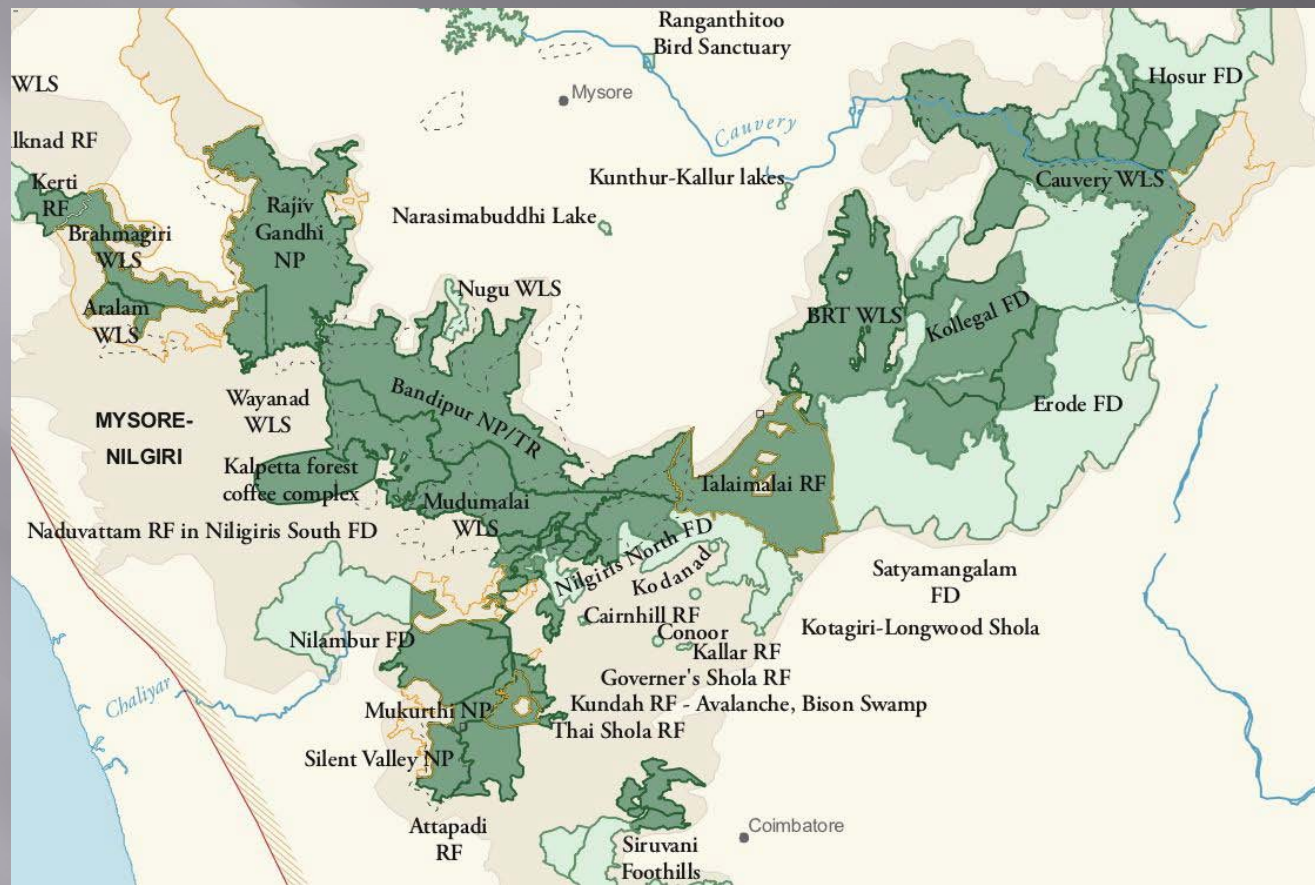 Ranganthitoo
Bird Sanctuary
Hosur FD
WLS
Mysore
Cauvery
lknad RF
Kerti
RF
Kunthur-Kallur lakes
Cauvery WLS
Rajiv
Gandhi
NP
Narasimabuddhi Lake
Brahmagiri
WLS
Nugu WLS
Aralam
WLS
BRT WLS
Kollegal FD
Wayanad
WLS
Bandipur NP/TR
Erode FD
MYSORE-
NILGIRI
Kalpetta forest
coffee complex
Mudumalai
WLS
Talaimalai RF
Naduvattam RF in Niligiris South FD
Nilgiris North FD
Kodanad
Satyamangalam
FD
Cairnhill RF
Conoor
Kotagiri-Longwood Shola
Nilambur FD
Kallar RF
Governer's Shola RF
Chaliyar
Mukurthi NP
Kundah RF - Avalanche, Bison Swamp
Thai Shola RF
Silent Valley NP
Attapadi
RF
Coimbatore
Siruvani
Foothills